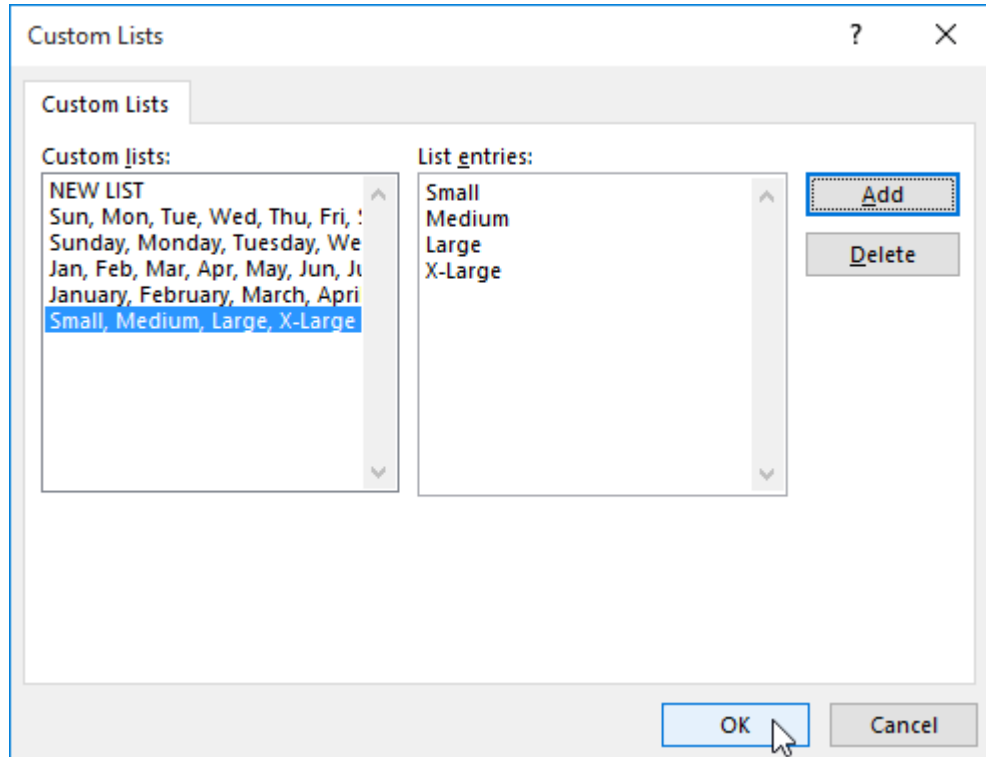 Custom Lists
?
Custom Lists
Custom lists:
NEW LIST
Sun, Mon, Tue, Wed, Thu, Fri,
Sunday, Monday, Tuesday, We
Jan, Feb, Mar, Apr, May, Jun,
January, February, March, Apri
Small, Medium, Large, X-Large
List entries:
Small
Medium
Large
X-Large
Add
Delete
OK
Cancel